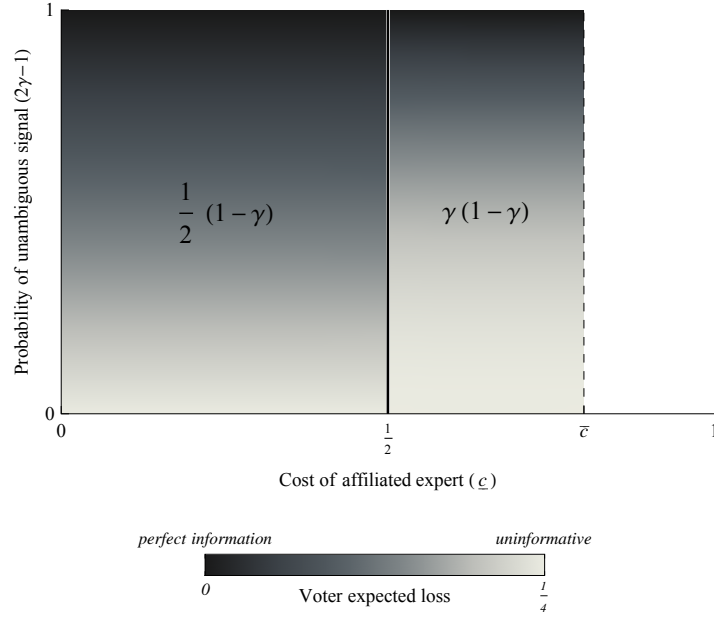 1
Probability of unambiguous signal (2γ−1)
1/2 (1 − γ)
γ (1 − γ)
0
0
1/2
c̅
1
Cost of affiliated expert ( c̲ )
perfect information
uninformative
0
Voter expected loss
1/4